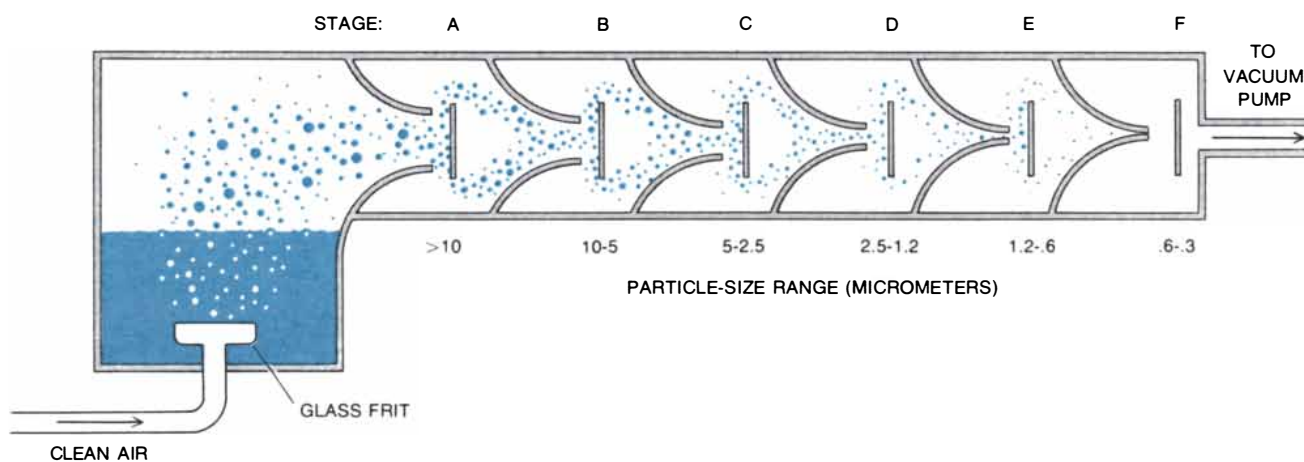 STAGE: A B C D E F
TO
VACUUM
PUMP
>10 10-5 5-2.5 2.5-1.2 1.2-.6 .6-.3
PARTICLE-SIZE RANGE (MICROMETERS)
GLASS FRIT
CLEAN AIR